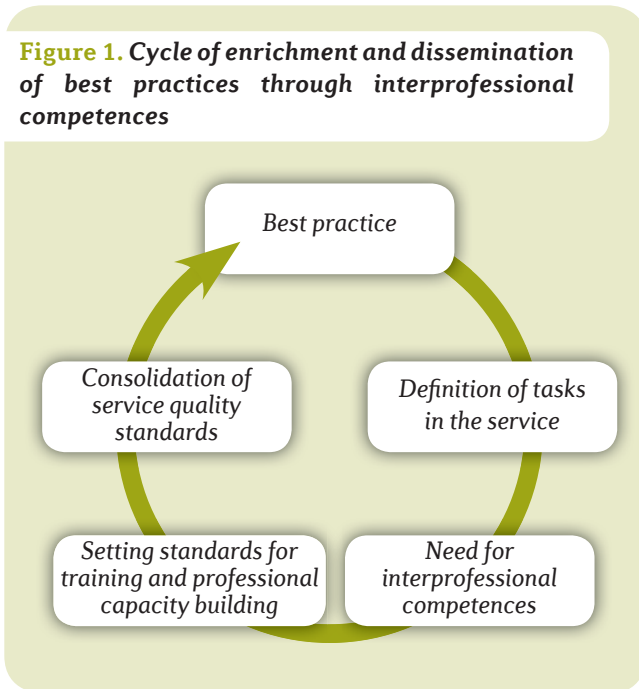 Figure 1. Cycle of enrichment and dissemination
of best practices through interprofessional
competences
Best practice
Definition of tasks
in the service
Need for
interprofessional
competences
Setting standards for
training and professional
capacity building
Consolidation of
service quality
standards